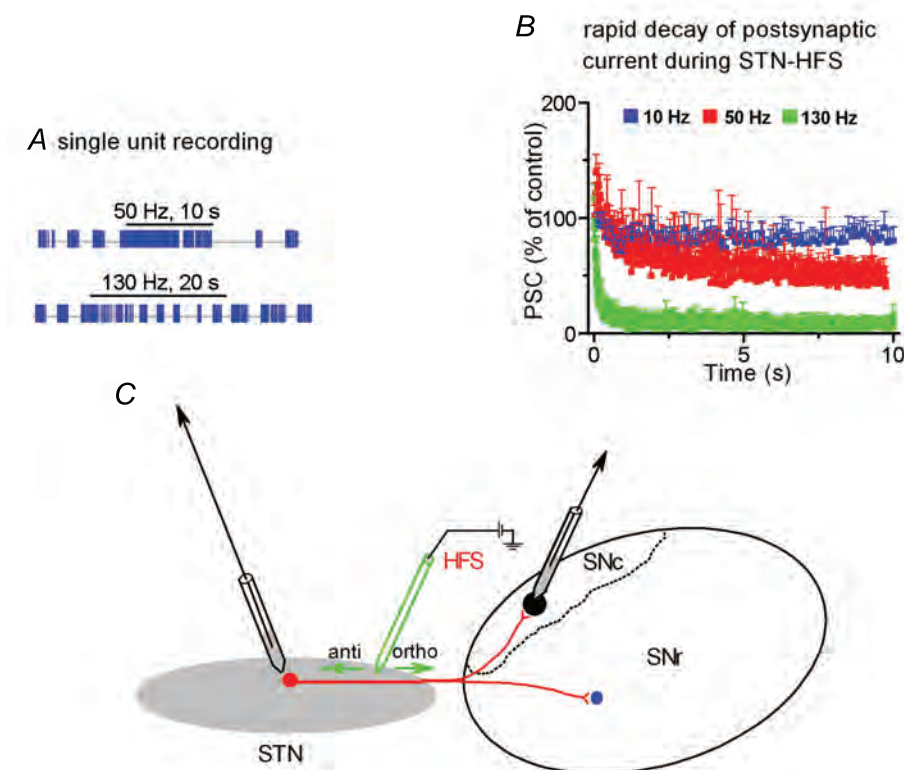 A single unit recording
50 Hz, 10 s
130 Hz, 20 s
B rapid decay of postsynaptic
current during STN-HFS
200
10 Hz 50 Hz 130 Hz
100
PSC (% of control)
0
0 5 10
Time (s)
C
HFS
SNc
anti ortho
SNr
STN